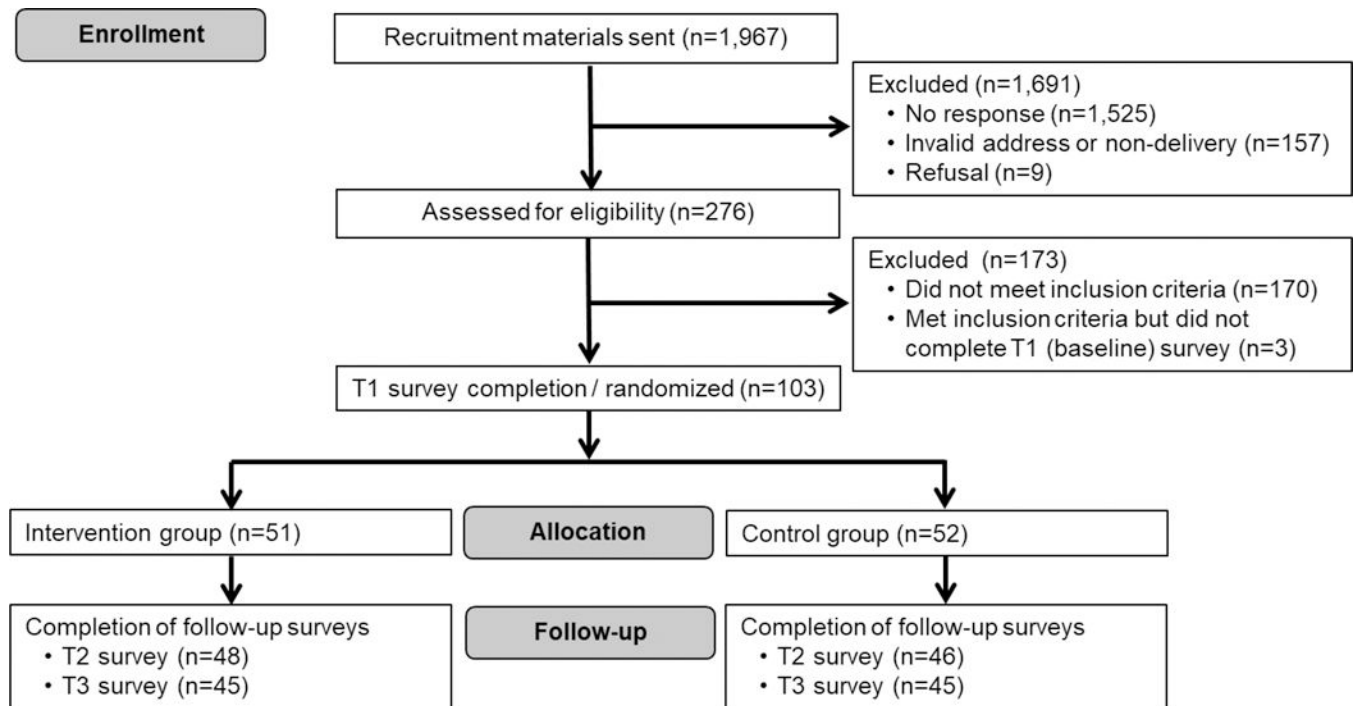 Enrollment
Recruitment materials sent (n=1,967)
Excluded (n=1,691)
• No response (n=1,525)
• Invalid address or non-delivery (n=157)
• Refusal (n=9)
Assessed for eligibility (n=276)
Excluded (n=173)
• Did not meet inclusion criteria (n=170)
• Met inclusion criteria but did not
complete T1 (baseline) survey (n=3)
T1 survey completion / randomized (n=103)
Intervention group (n=51)
Allocation
Control group (n=52)
Completion of follow-up surveys
• T2 survey (n=48)
• T3 survey (n=45)
Follow-up
Completion of follow-up surveys
• T2 survey (n=46)
• T3 survey (n=45)